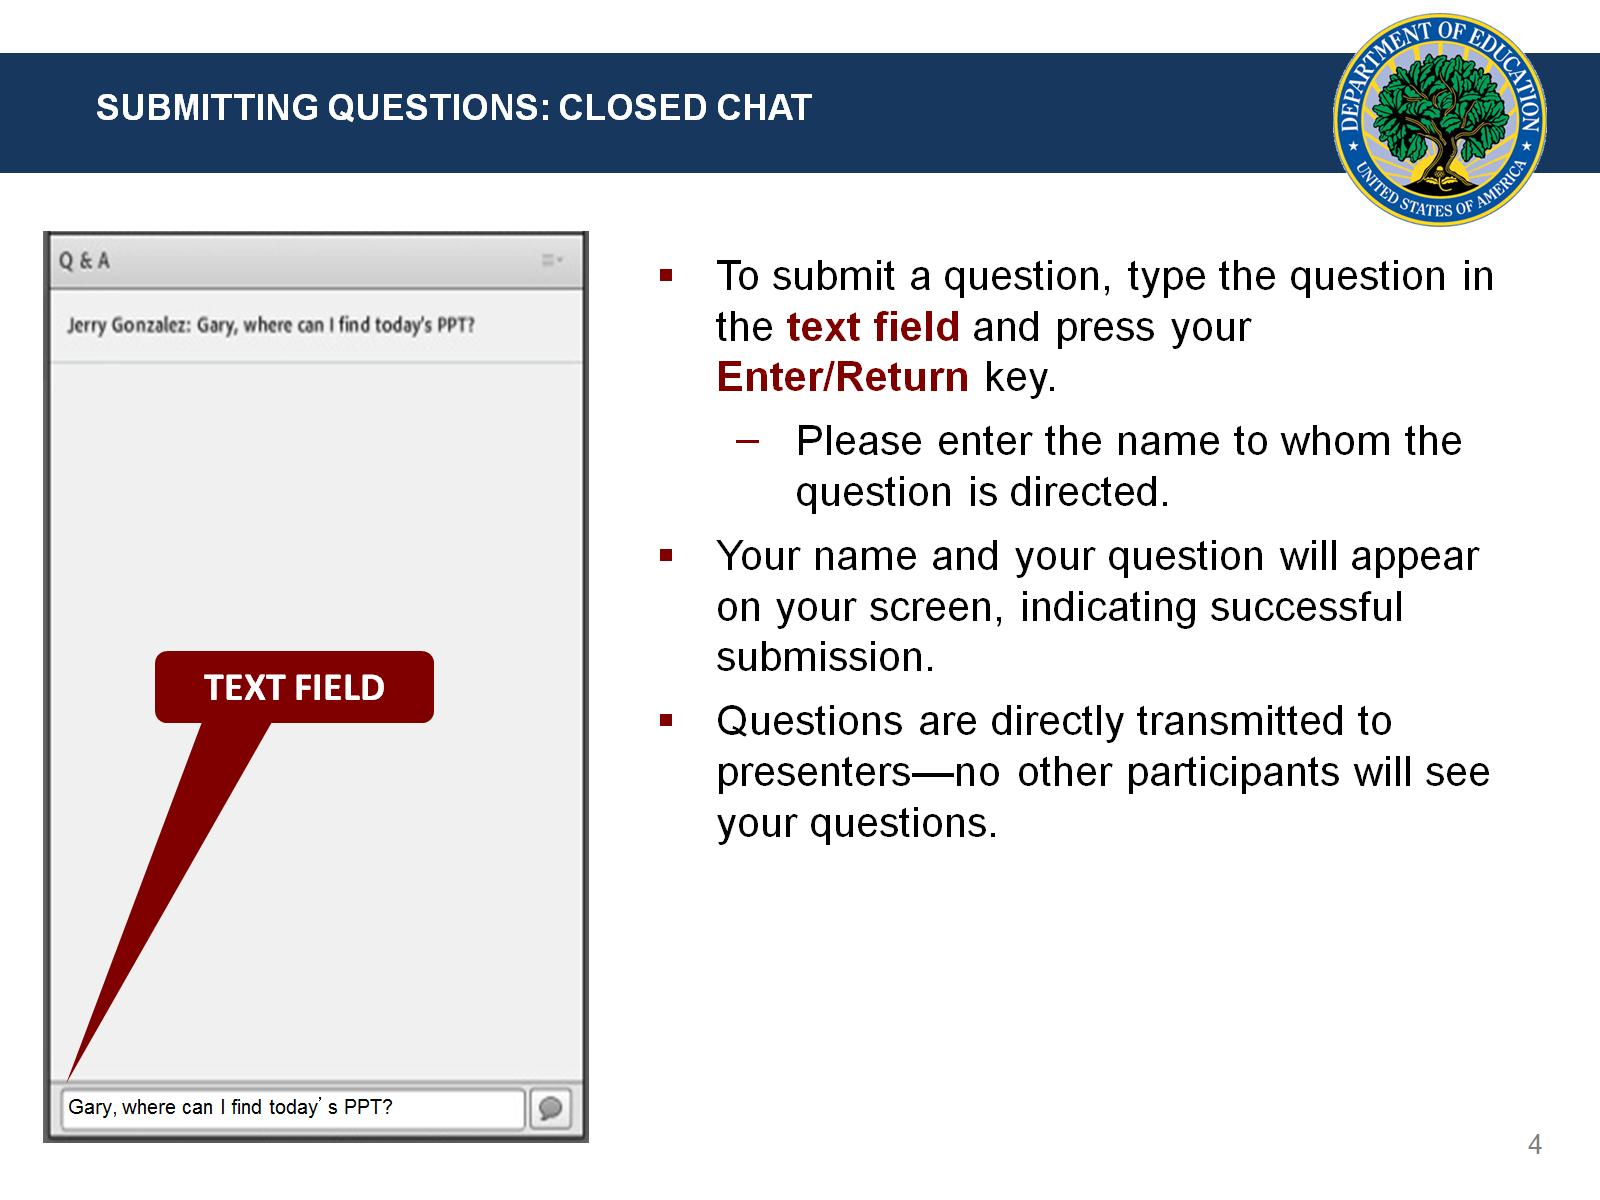 SUBMITTING QUESTIONS: CLOSED CHAT
DEPARTMENT OF EDUCATION
★ UNITED STATES OF AMERICA ★
Q & A
Jerry Gonzalez: Gary, where can I find today's PPT?
TEXT FIELD
Gary, where can I find today’ s PPT?
▪ To submit a question, type the question in
the text field and press your
Enter/Return key.
– Please enter the name to whom the
question is directed.
▪ Your name and your question will appear
on your screen, indicating successful
submission.
▪ Questions are directly transmitted to
presenters—no other participants will see
your questions.
4